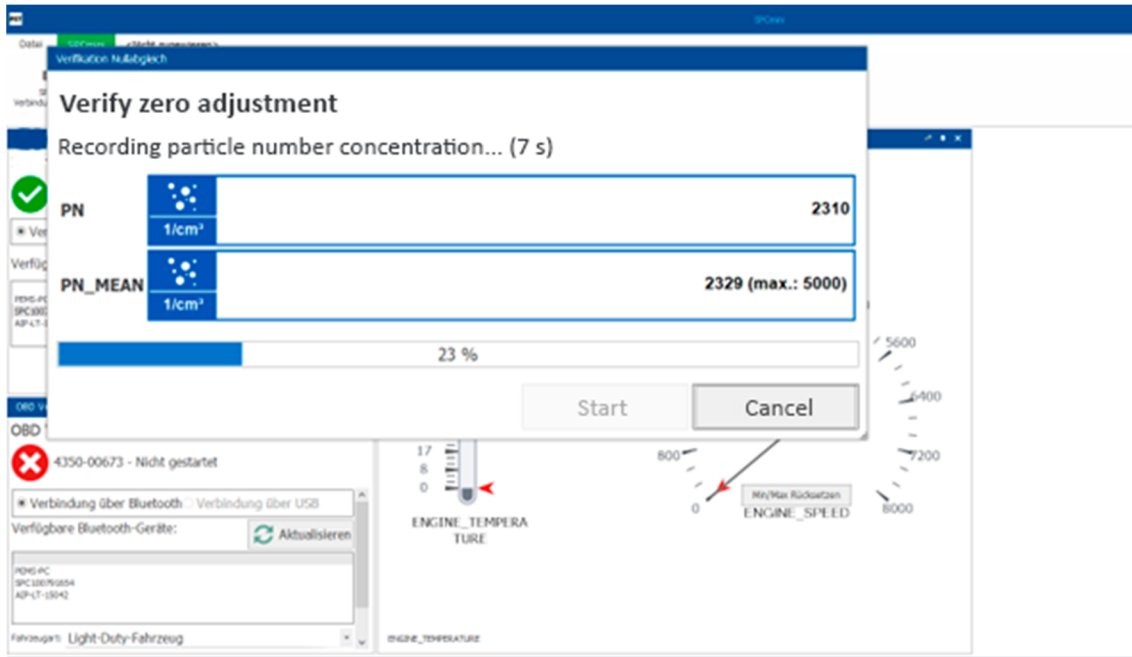 SPCmini
Datei SPCmini <Nicht zugewiesen>
Verifikation Nullabgleich
Verify zero adjustment
Recording particle number concentration... (7 s)
PN 1/cm³ 2310
PN_MEAN 1/cm³ 2329 (max.: 5000)
23 %
Start Cancel
OBD
4350-00673 - Nicht gestartet
Verbindung über Bluetooth Verbindung über USB
Verfügbare Bluetooth-Geräte:
Aktualisieren
PEMS-PC
SPC100791654
AIP-LT-15042
Fahrzeugart: Light-Duty-Fahrzeug
17
8
0
ENGINE_TEMPERA
TURE
ENGINE_TEMPERATURE
5600
6400
800
7200
0
Min/Max Rücksetzen
8000
ENGINE_SPEED